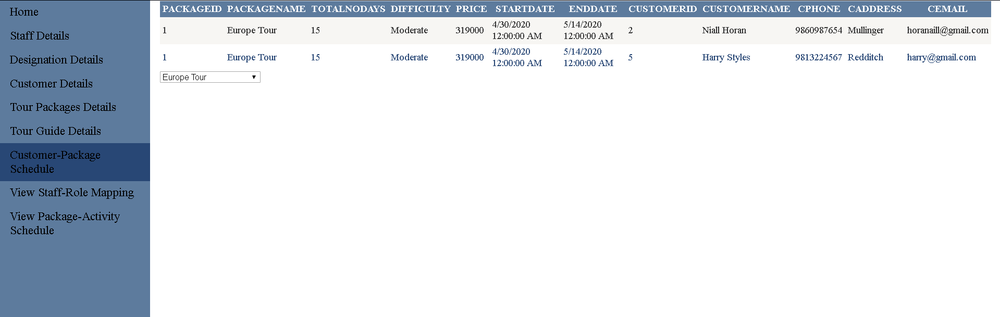 Home
Staff Details
Designation Details
Customer Details
Tour Packages Details
Tour Guide Details
Customer-Package
Schedule
View Staff-Role Mapping
View Package-Activity
Schedule
PACKAGEID PACKAGENAME TOTALNODAYS DIFFICULTY PRICE STARTDATE ENDDATE CUSTOMERID CUSTOMERNAME CPHONE CADDRESS CEMAIL
1 Europe Tour 15 Moderate 319000 4/30/2020 12:00:00 AM 5/14/2020 12:00:00 AM 2 Niall Horan 9860987654 Mullinger horanaill@gmail.com
1 Europe Tour 15 Moderate 319000 4/30/2020 12:00:00 AM 5/14/2020 12:00:00 AM 5 Harry Styles 9813224567 Redditch harry@gmail.com
Europe Tour